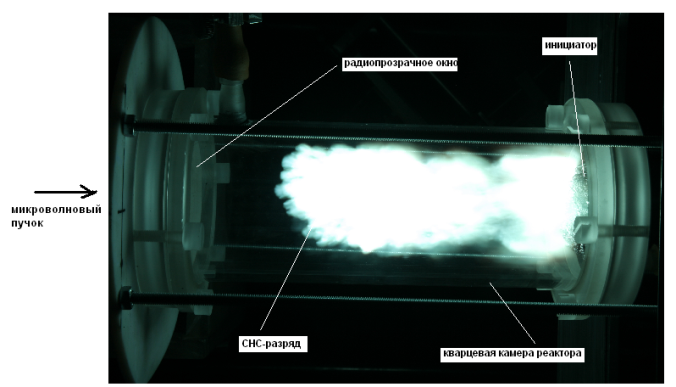 инициатор
радиопрозрачное окно
микроволновый
пучок
СНС-разряд
кварцевая камера реактора